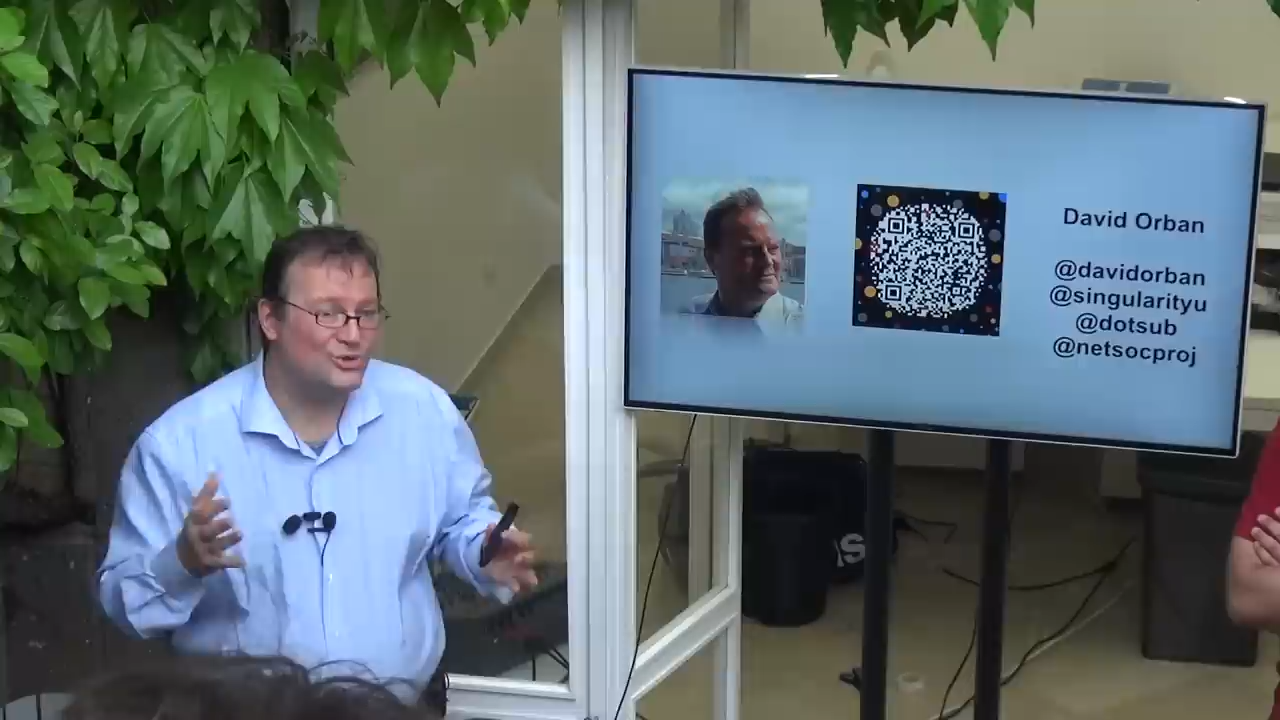 David Orban
@davidorban
@singularityu
@dotsub
@netsocproj